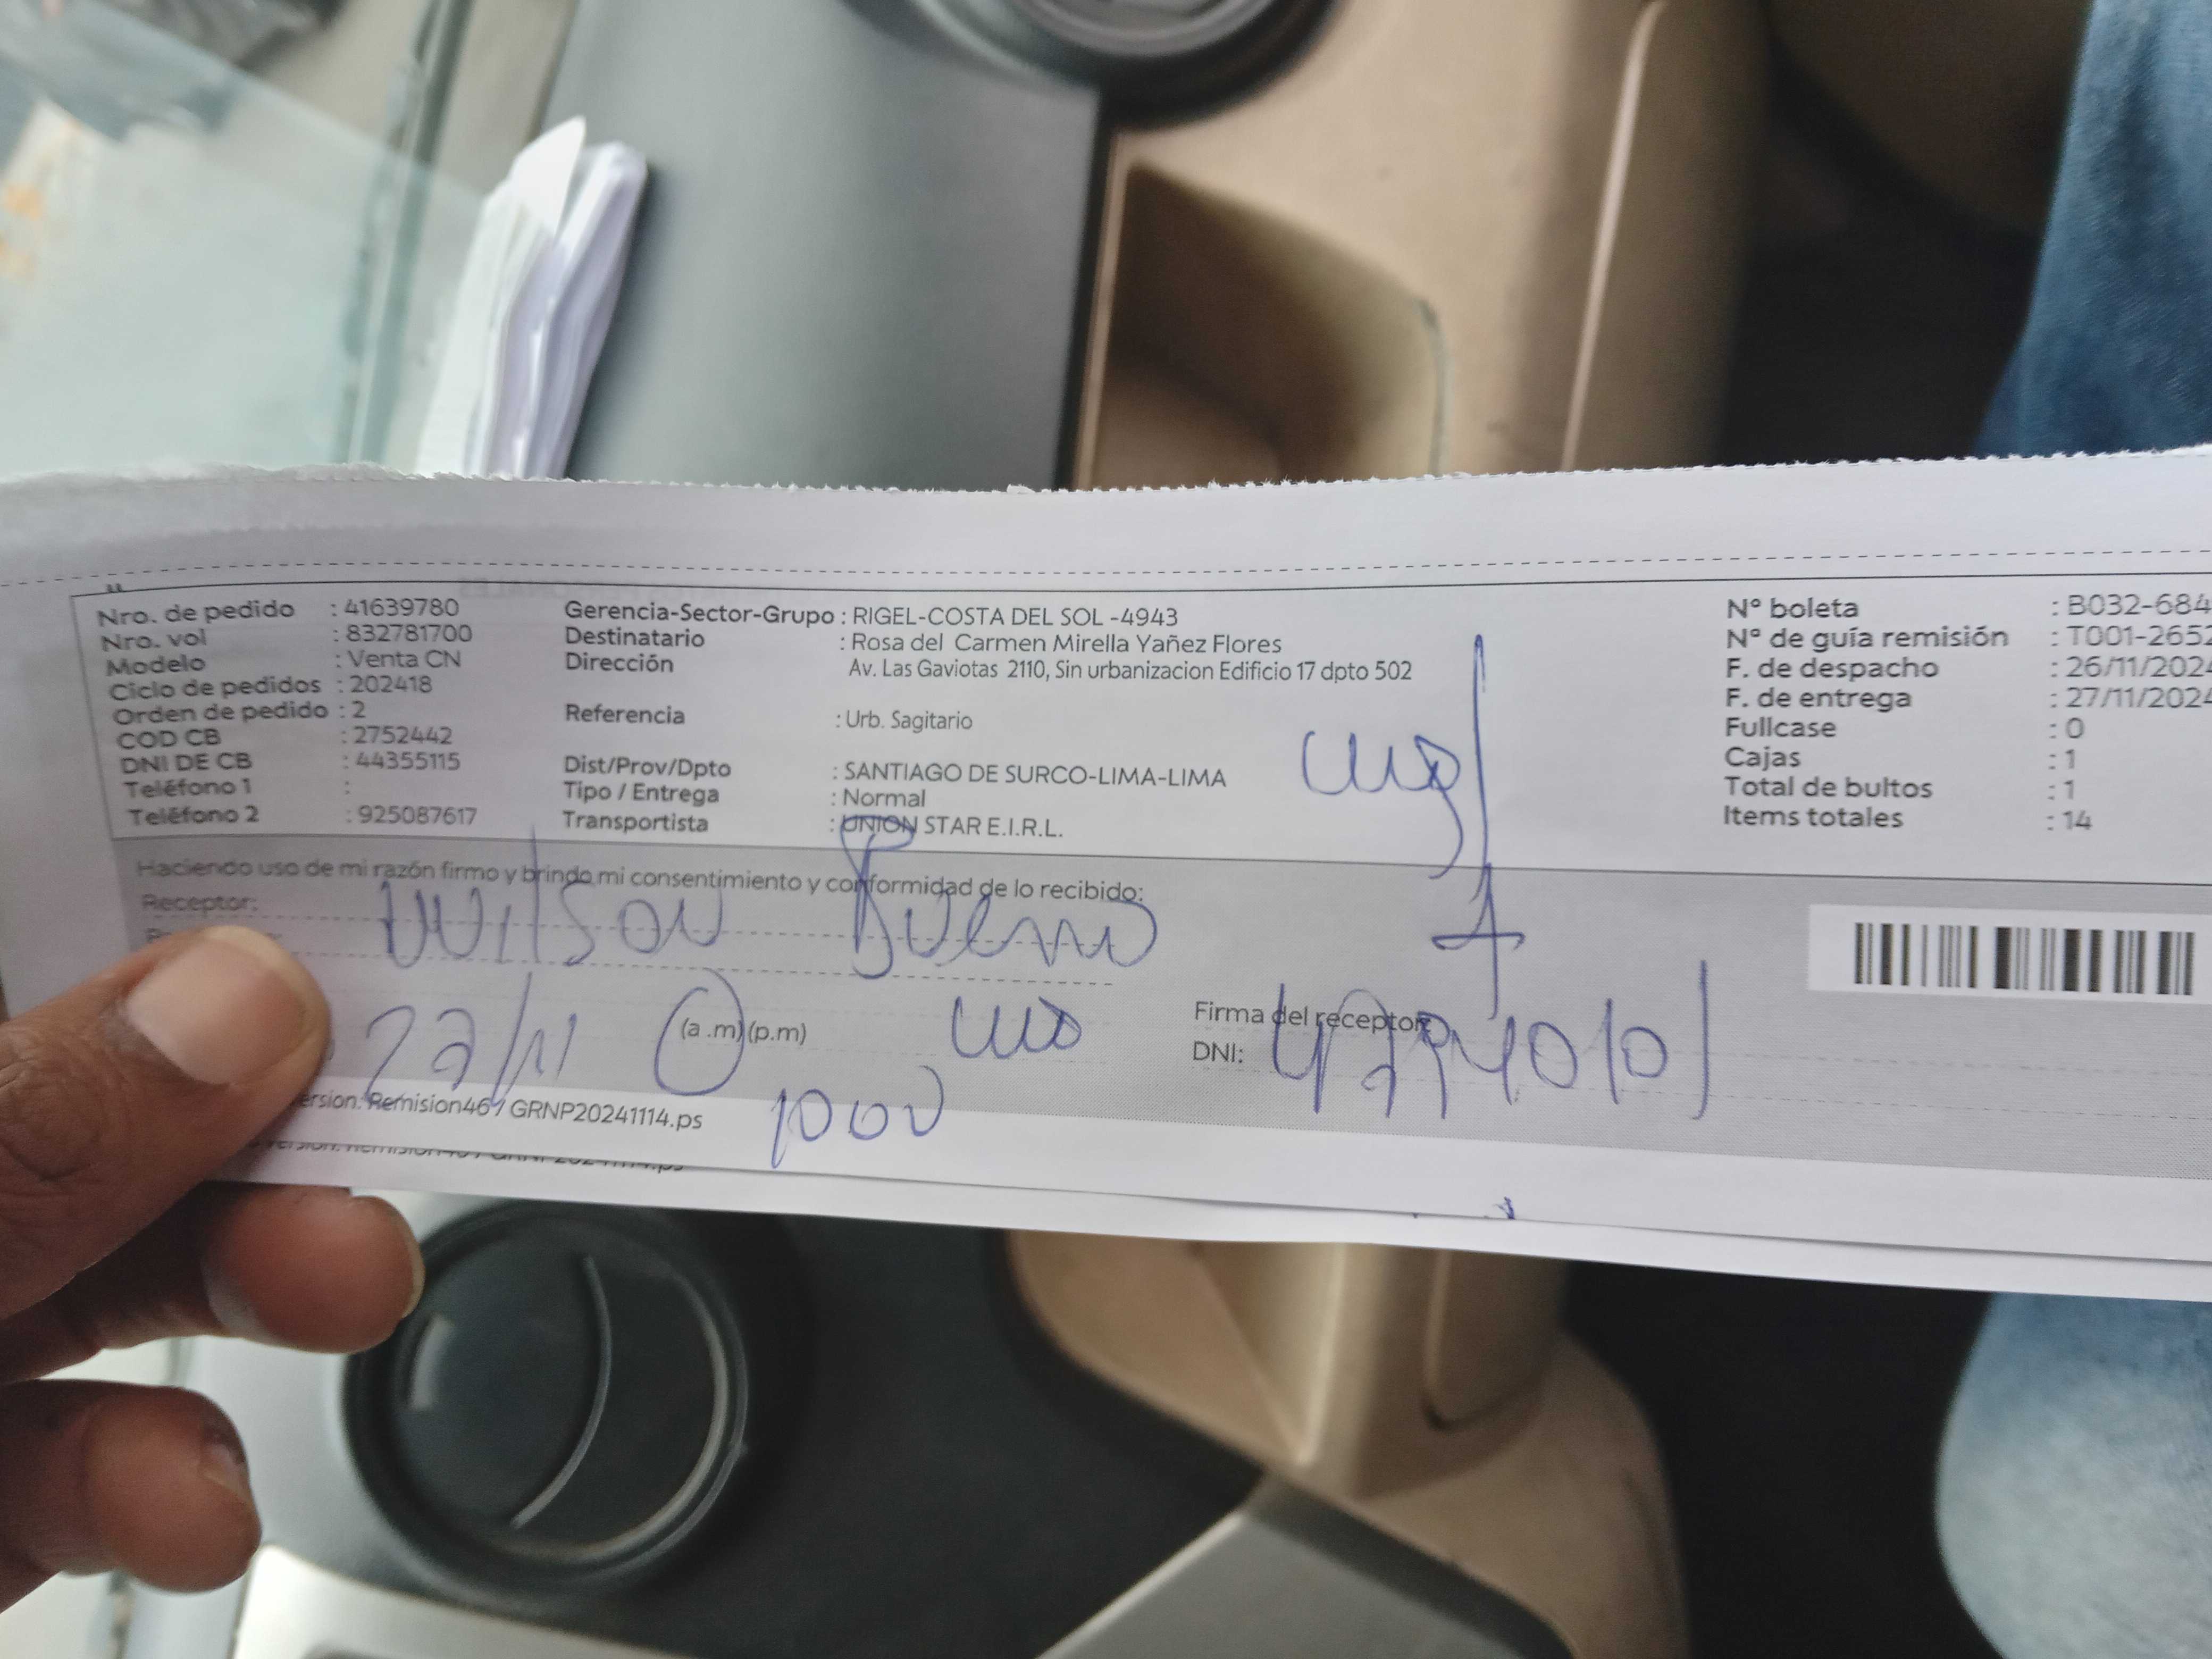 Nro. de pedido : 41639780
Nro. vol : 832781700
Modelo : Venta CN
Ciclo de pedidos : 202418
Orden de pedido : 2
COD CB : 2752442
DNI DE CB : 44355115
Teléfono 1 :
Teléfono 2 : 925087617
Gerencia-Sector-Grupo : RIGEL-COSTA DEL SOL -4943
Destinatario : Rosa del Carmen Mirella Yañez Flores
Dirección Av. Las Gaviotas 2110, Sin urbanizacion Edificio 17 dpto 502
Referencia : Urb. Sagitario
Dist/Prov/Dpto : SANTIAGO DE SURCO-LIMA-LIMA
Tipo / Entrega : Normal
Transportista : UNION STAR E.I.R.L.
N° boleta : B032-684
N° de guía remisión : T001-2652
F. de despacho : 26/11/2024
F. de entrega : 27/11/2024
Fullcase : 0
Cajas : 1
Total de bultos : 1
Items totales : 14
Haciendo uso de mi razón firmo y brindo mi consentimiento y conformidad de lo recibido:
Receptor: Wilson Bueno
27/11 (a.m) (p.m)
Firma del receptor:
DNI:
1000
ersion: Remision46 / GRNP20241114.ps